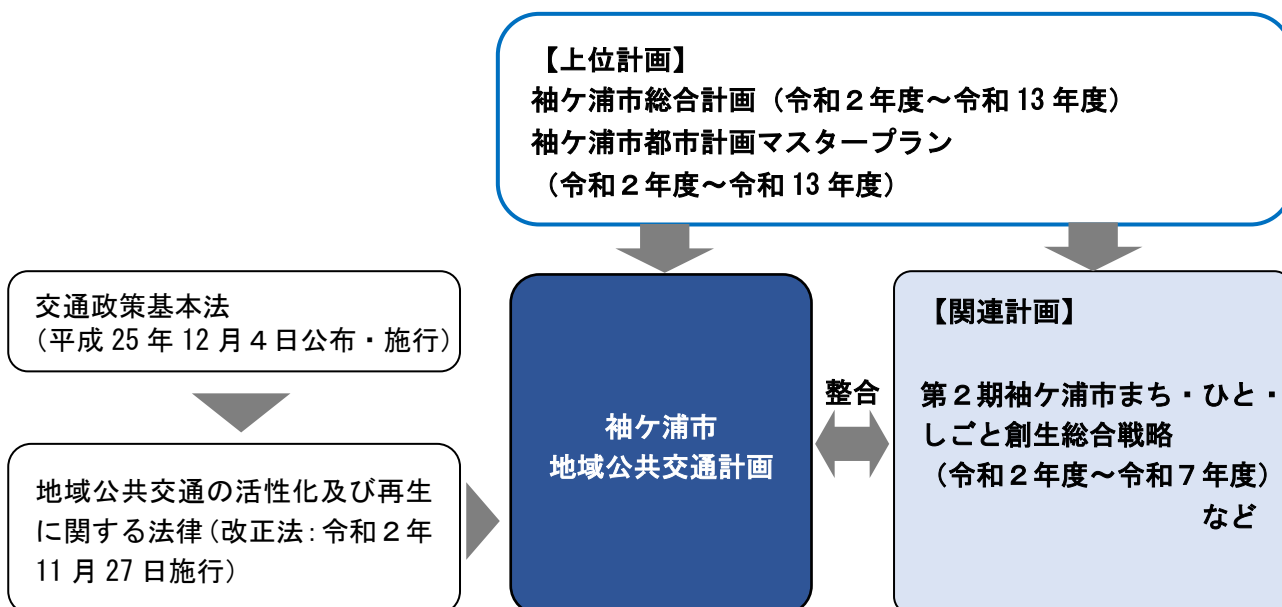 【上位計画】
袖ケ浦市総合計画（令和２年度～令和 13 年度）
袖ケ浦市都市計画マスタープラン
（令和２年度～令和 13 年度）
交通政策基本法
（平成 25 年 12 月４日公布・施行）
地域公共交通の活性化及び再生
に関する法律（改正法：令和２年
11 月 27 日施行）
袖ケ浦市
地域公共交通計画
整合
【関連計画】
第２期袖ケ浦市まち・ひと・
しごと創生総合戦略
（令和２年度～令和７年度）
など